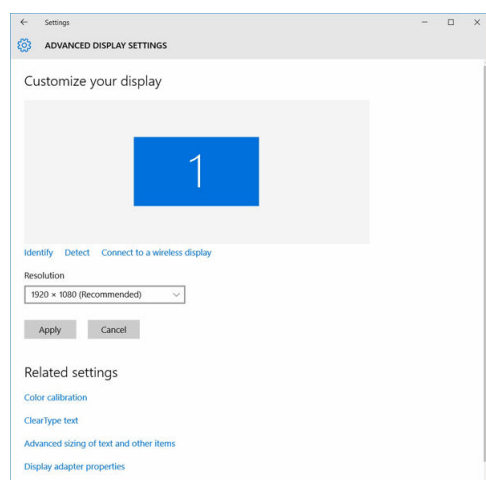 Settings
ADVANCED DISPLAY SETTINGS
Customize your display
1
Identify Detect Connect to a wireless display
Resolution
1920 × 1080 (Recommended)
Apply Cancel
Related settings
Color calibration
ClearType text
Advanced sizing of text and other items
Display adapter properties